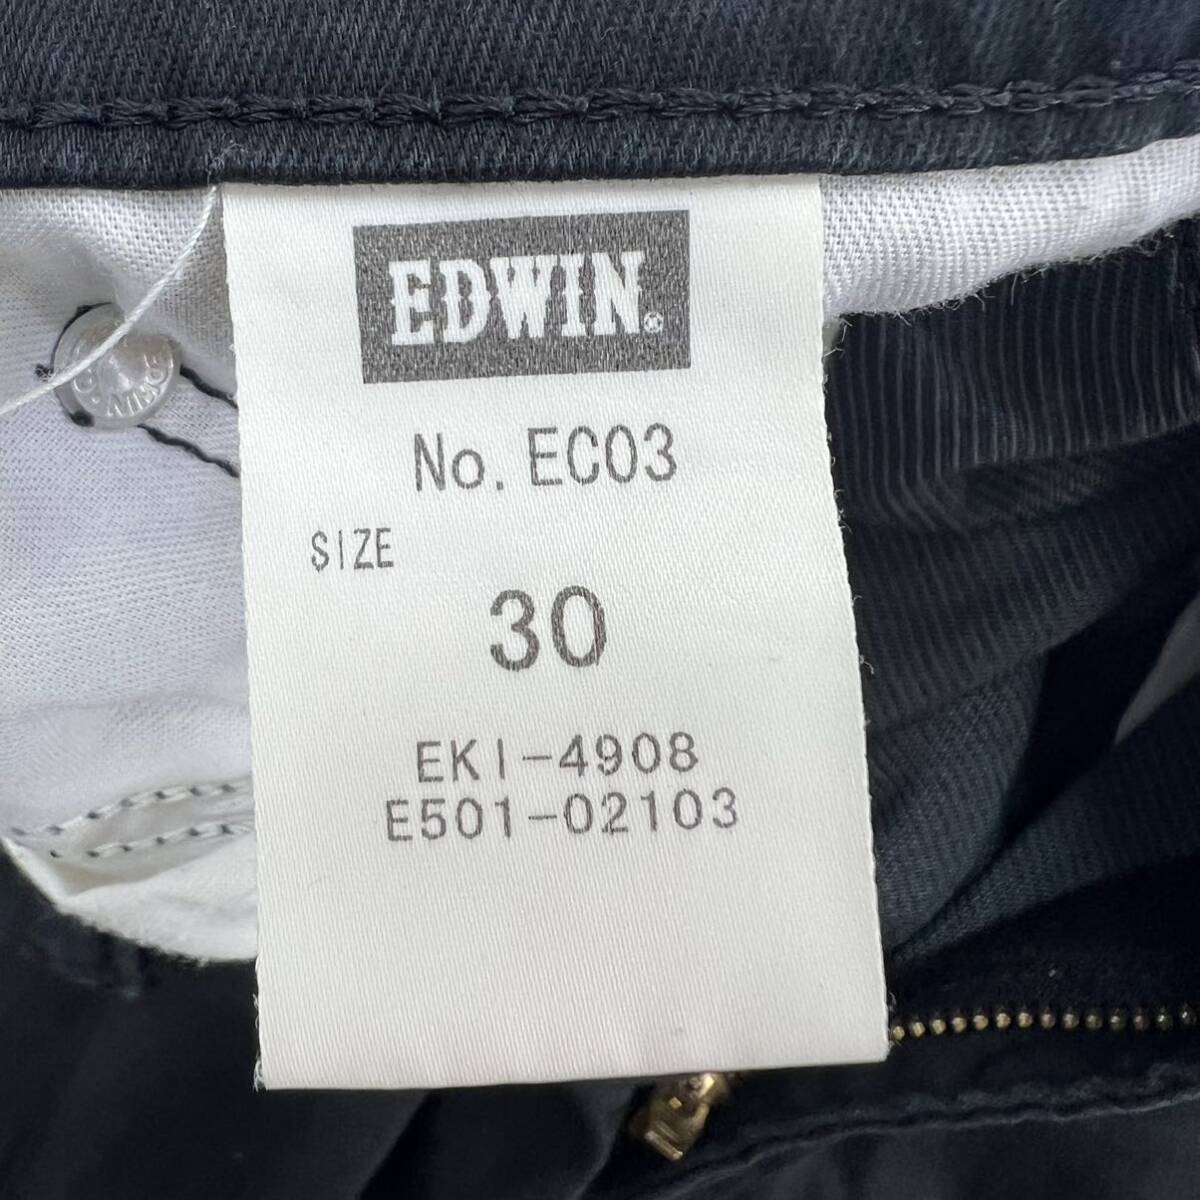 EDWIN®
No. EC03
SIZE
30
EKI-4908
E501-02103